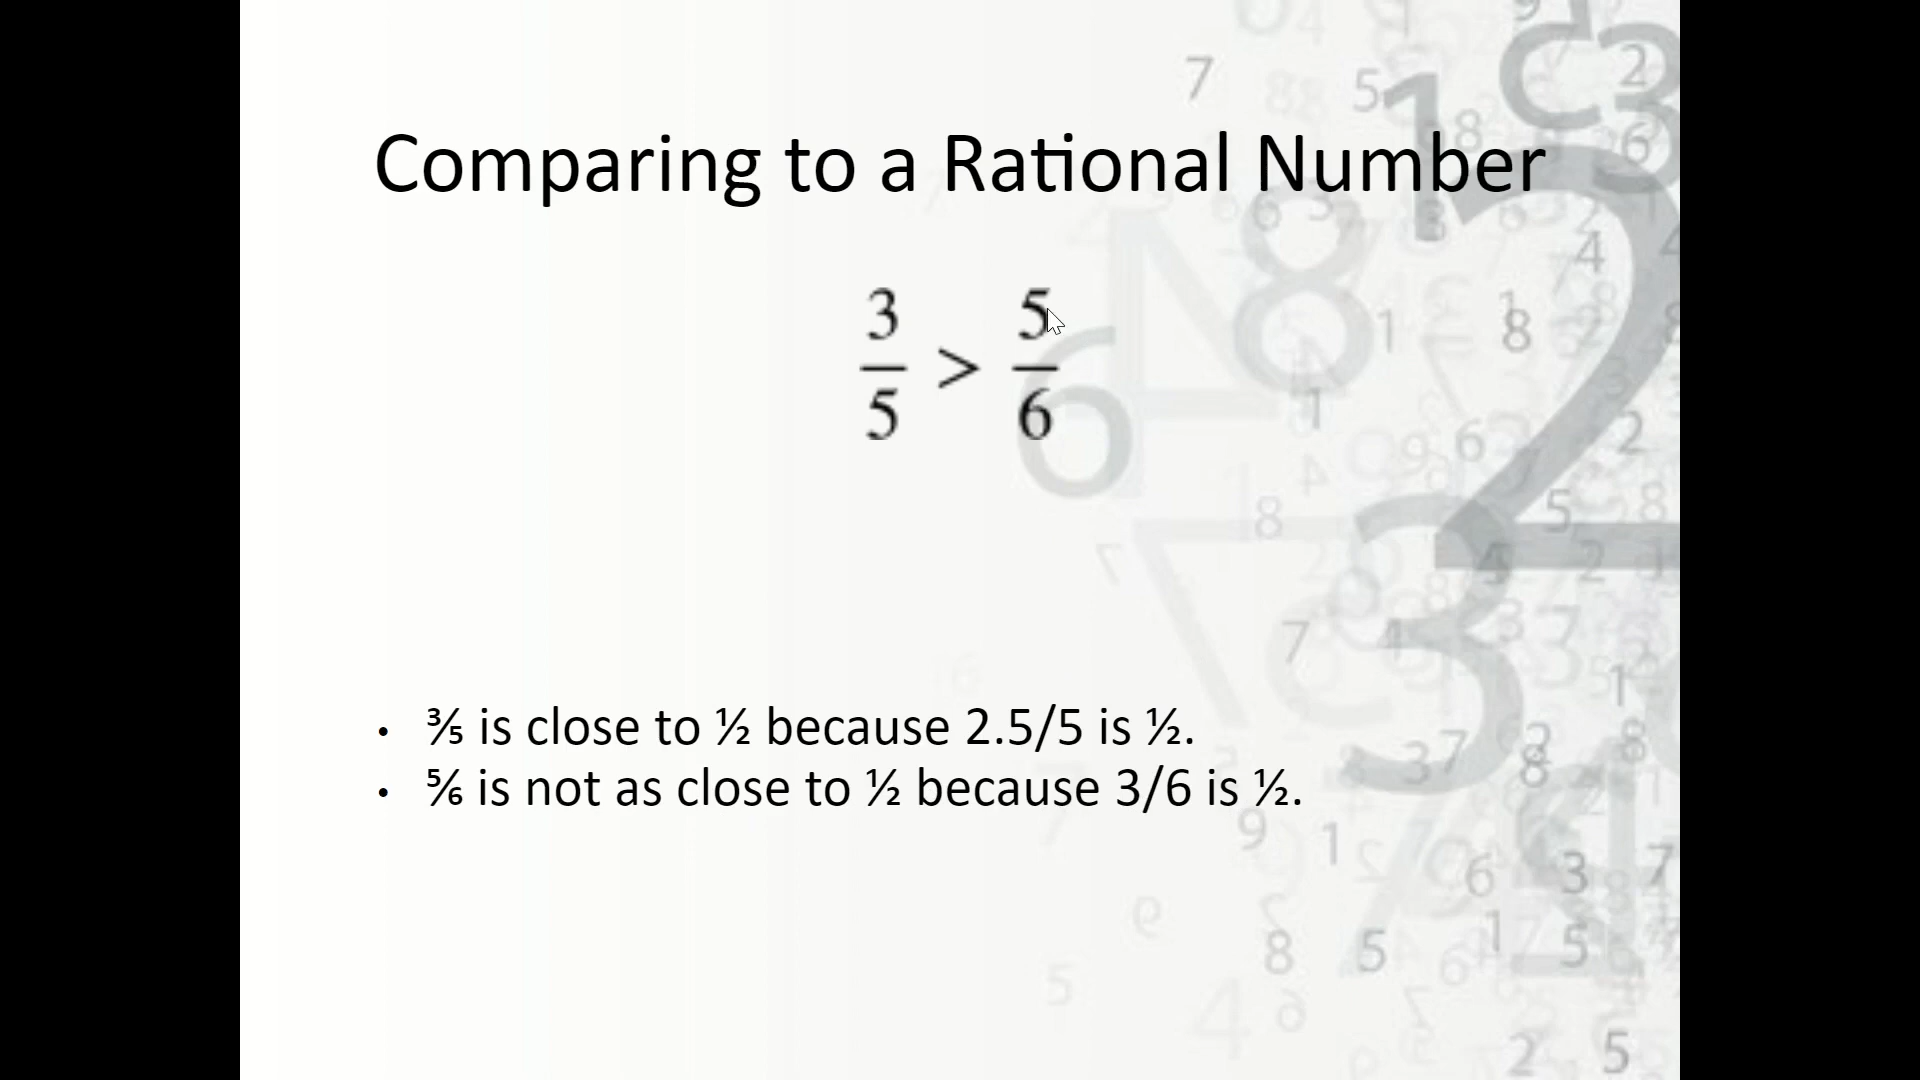 Comparing to a Rational Number
3/5 > 5/6
• ⅗ is close to ½ because 2.5/5 is ½.
• ⅚ is not as close to ½ because 3/6 is ½.